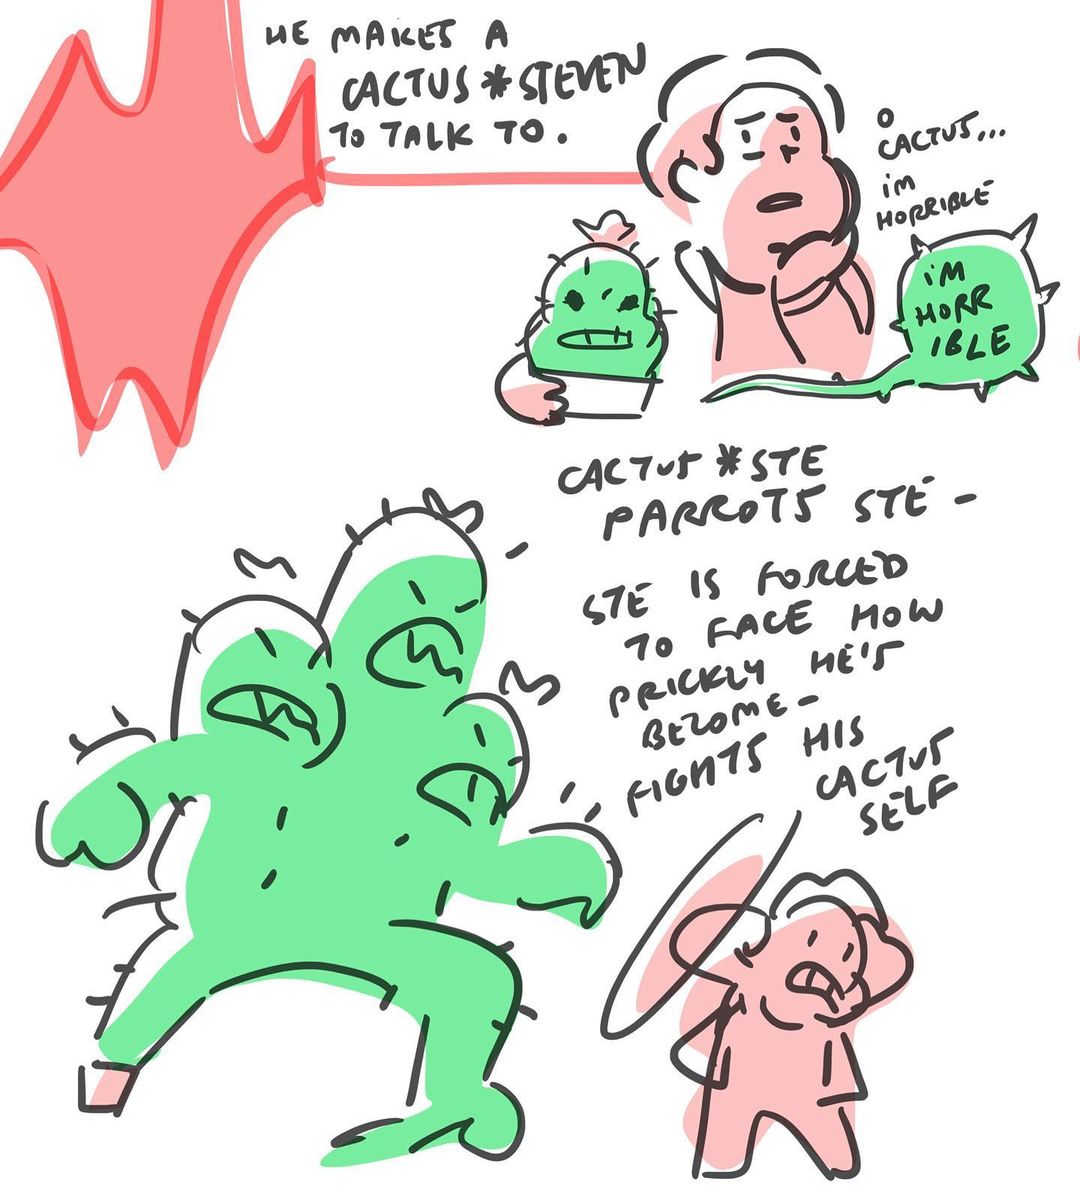 HE MAKES A
CACTUS *STEVEN
TO TALK TO.
O
CACTUS...
iM
HORRIBLE
iM
HORR
IBLE
CACTUS *STE
PARROTS STE -
STE IS FORCED
TO FACE HOW
PRICKLY HE'S
BECOME -
FIGHTS HIS
CACTUS
SELF